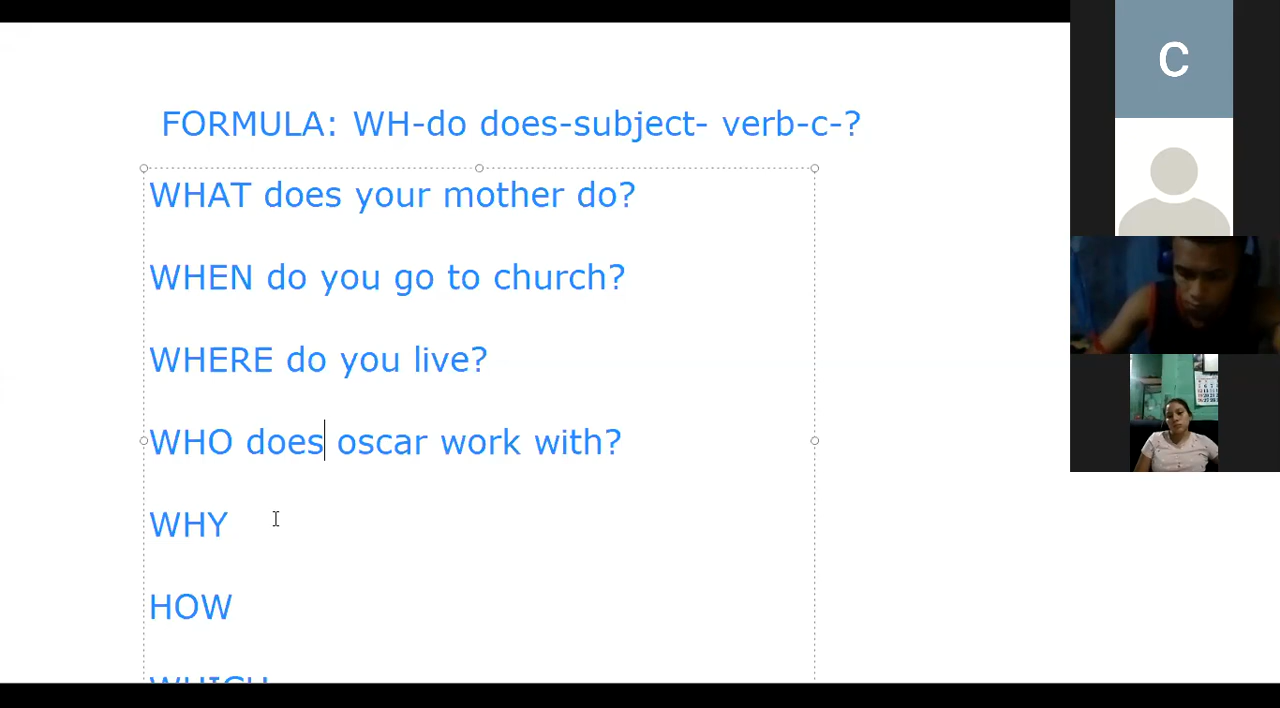 FORMULA: WH-do does-subject- verb-c-?
WHAT does your mother do?
WHEN do you go to church?
WHERE do you live?
WHO does oscar work with?
WHY
HOW
WHICH
C